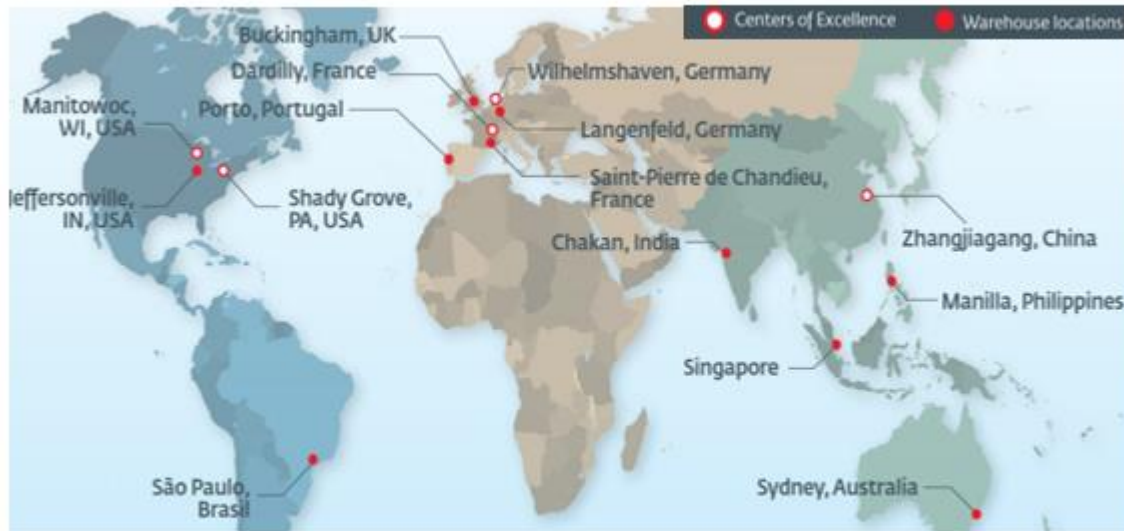 Centers of Excellence
Warehouse locations
Buckingham, UK
Dardilly, France
Wilhelmshaven, Germany
Manitowoc,
WI, USA
Porto, Portugal
Langenfeld, Germany
Jeffersonville,
IN, USA
Shady Grove,
PA, USA
Saint-Pierre de Chandieu,
France
Chakan, India
Zhangjiagang, China
Manilla, Philippines
Singapore
São Paulo,
Brasil
Sydney, Australia